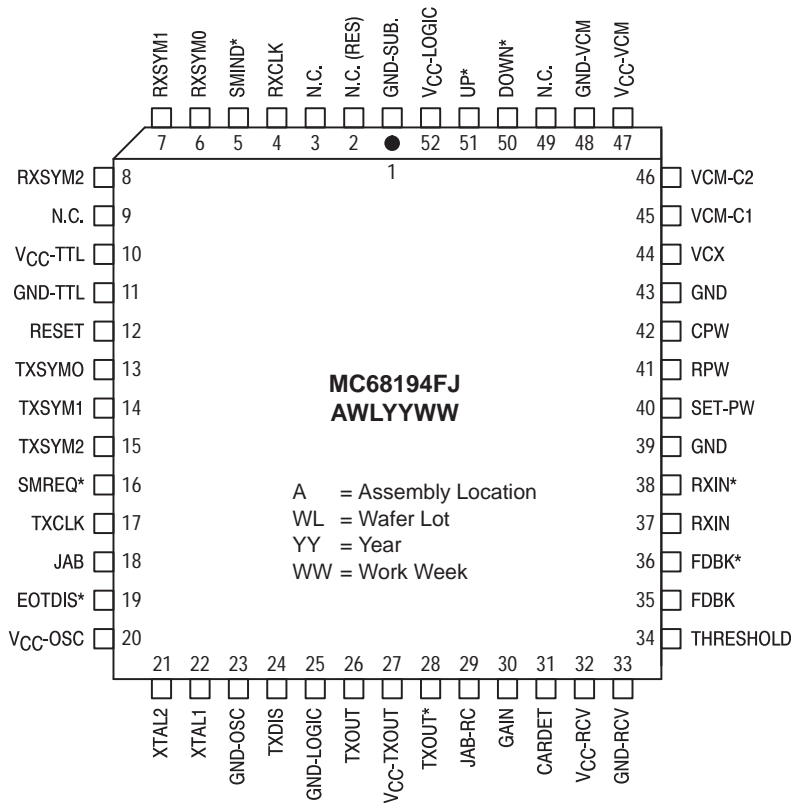 RXSYM1
RXSYM0
SMIND*
RXCLK
N.C.
N.C. (RES)
GND-SUB.
VCC-LOGIC
UP*
DOWN*
N.C.
GND-VCM
VCC-VCM
7 6 5 4 3 2 52 51 50 49 48 47
1
RXSYM2 8
N.C. 9
VCC-TTL 10
GND-TTL 11
RESET 12
TXSYMO 13
TXSYM1 14
TXSYM2 15
SMREQ* 16
TXCLK 17
JAB 18
EOTDIS* 19
VCC-OSC 20
46 VCM-C2
45 VCM-C1
44 VCX
43 GND
42 CPW
41 RPW
40 SET-PW
39 GND
38 RXIN*
37 RXIN
36 FDBK*
35 FDBK
34 THRESHOLD
MC68194FJ
AWLYYWW
A = Assembly Location
WL = Wafer Lot
YY = Year
WW = Work Week
21 22 23 24 25 26 27 28 29 30 31 32 33
XTAL2
XTAL1
GND-OSC
TXDIS
GND-LOGIC
TXOUT
VCC-TXOUT
TXOUT*
JAB-RC
GAIN
CARDET
VCC-RCV
GND-RCV